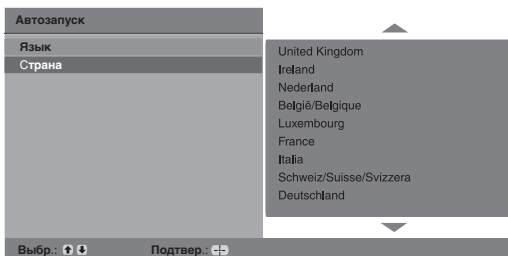 Автозапуск
Язык
Страна
United Kingdom
Ireland
Nederland
België/Belgique
Luxembourg
France
Italia
Schweiz/Suisse/Svizzera
Deutschland
Выбр.: Подтвер.: